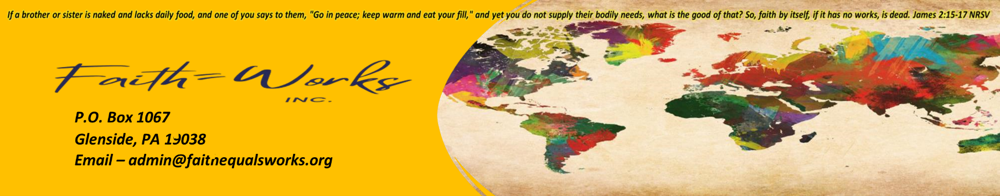 If a brother or sister is naked and lacks daily food, and one of you says to them, "Go in peace; keep warm and eat your fill," and yet you do not supply their bodily needs, what is the good of that? So, faith by itself, if it has no works, is dead. James 2:15-17 NRSV
Faith=Works
INC.
P.O. Box 1067
Glenside, PA 19038
Email – admin@faithequalsworks.org